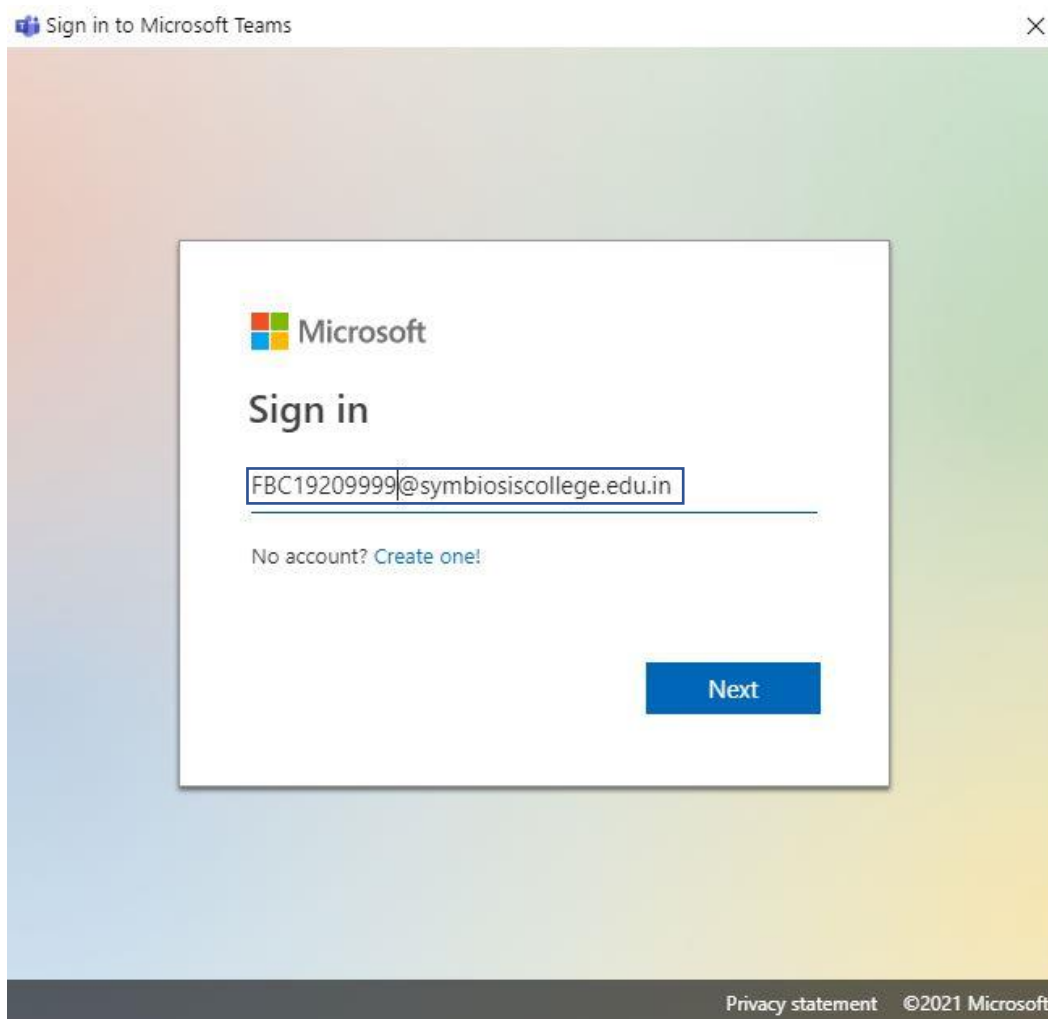 Sign in to Microsoft Teams
Microsoft
Sign in
FBC19209999@symbiosiscollege.edu.in
No account? Create one!
Next
Privacy statement ©2021 Microsoft